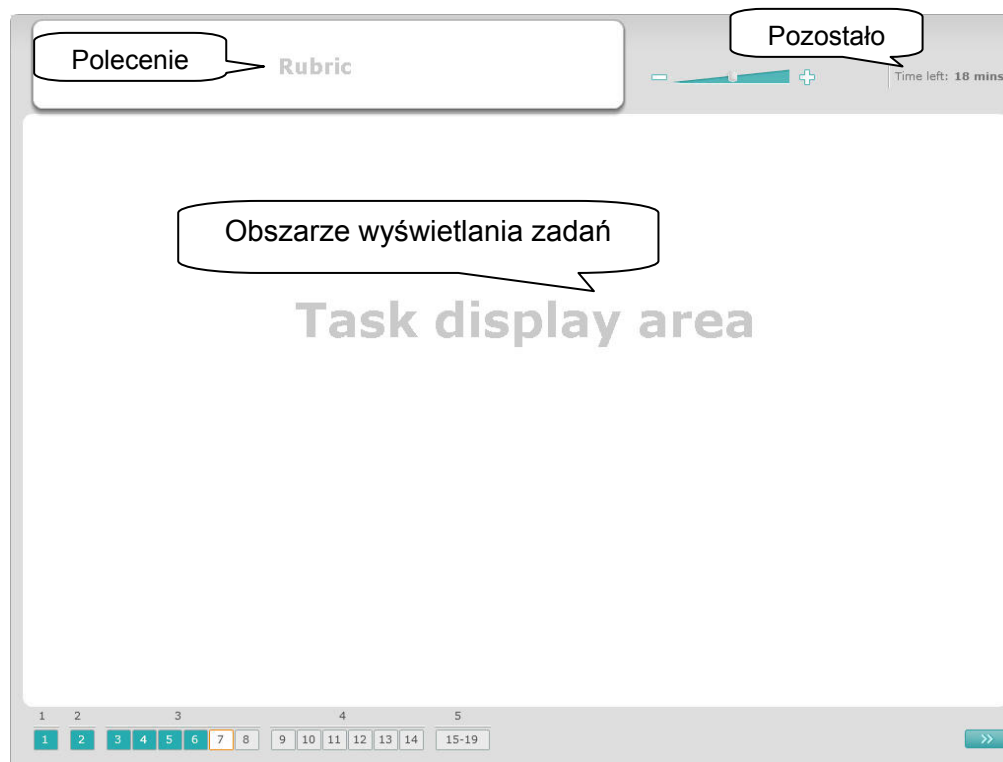 Pozostało
Polecenie
Rubric
Time left: 18 mins
Obszarze wyświetlania zadań
Task display area
1 2 3 4 5
1 2 3 4 5 6 7 8 9 10 11 12 13 14 15-19